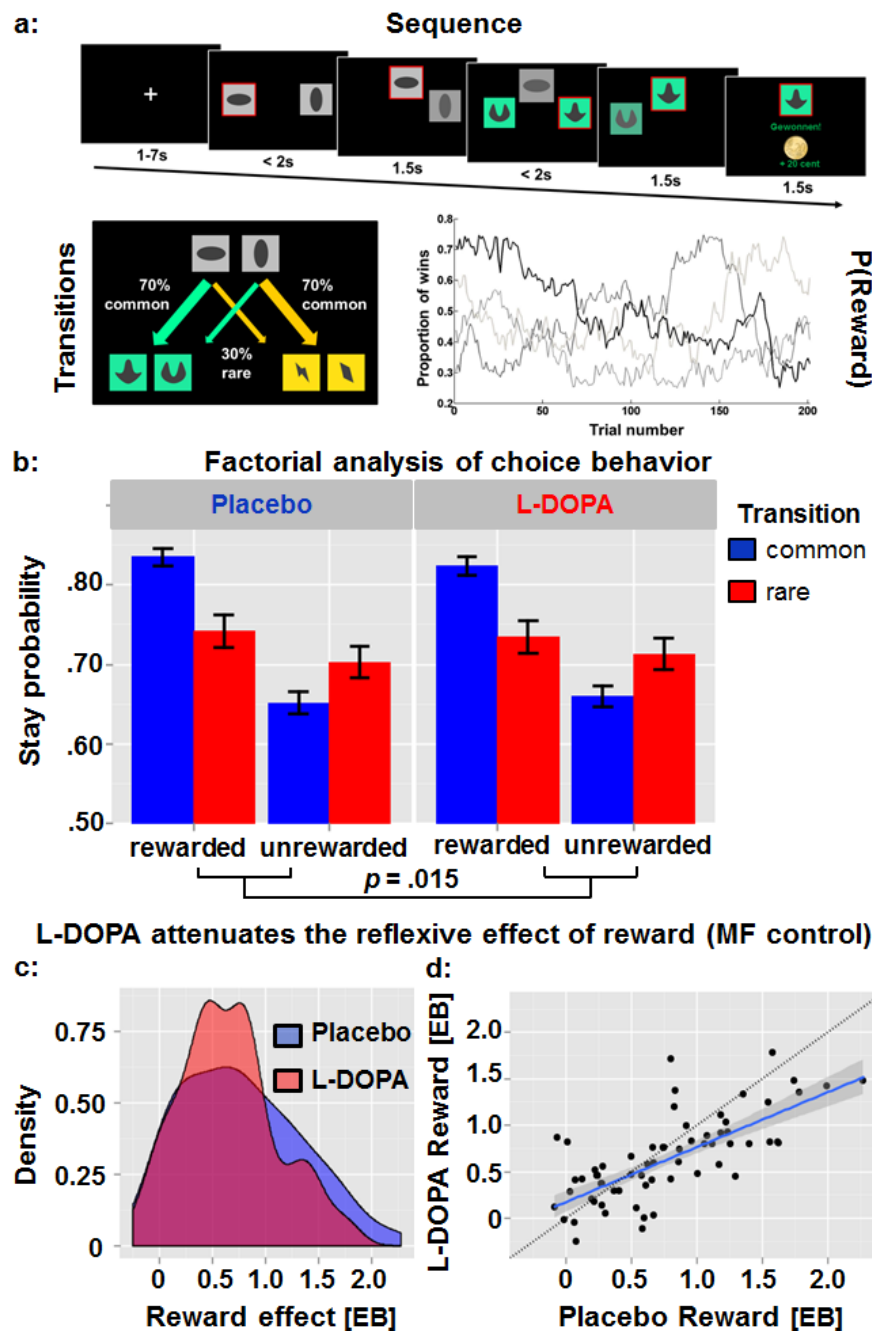 a:
Sequence
1-7s
< 2s
1.5s
< 2s
1.5s
1.5s
Gewonnen!
+ 20 cent
Transitions
70%
common
70%
common
30%
rare
Proportion of wins
0.8
0.7
0.6
0.5
0.4
0.3
0.2
0
50
100
150
200
Trial number
P(Reward)
b:
Factorial analysis of choice behavior
Placebo
L-DOPA
Transition
common
rare
Stay probability
.80
.70
.60
.50
rewarded
unrewarded
rewarded
unrewarded
p = .015
L-DOPA attenuates the reflexive effect of reward (MF control)
c:
Density
0.75
0.50
0.25
0
Placebo
L-DOPA
0
0.5
1.0
1.5
2.0
Reward effect [EB]
d:
L-DOPA Reward [EB]
2.0
1.5
1.0
0.5
0
0
0.5
1.0
1.5
2.0
Placebo Reward [EB]